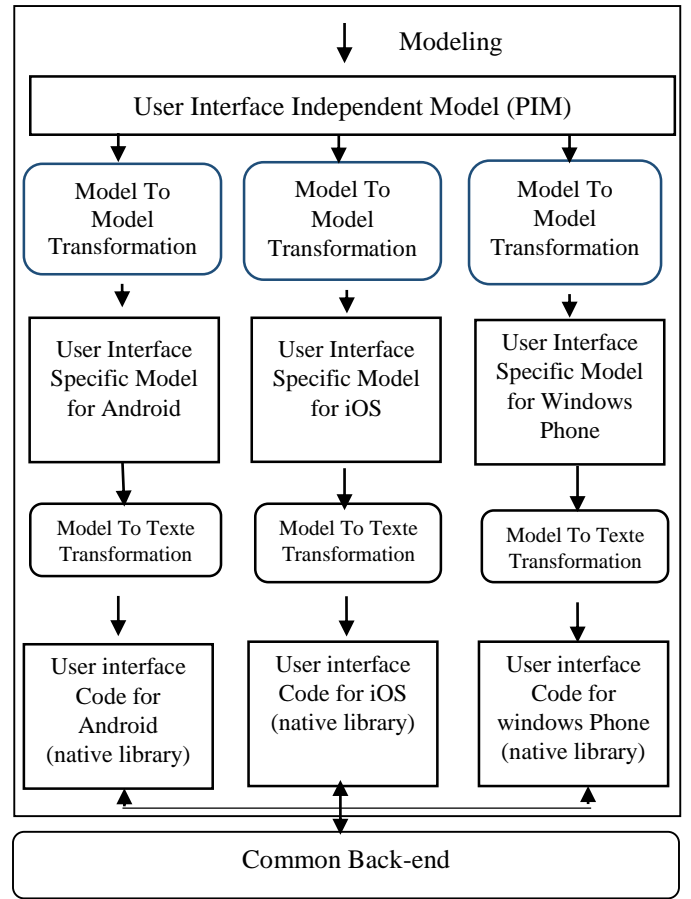 Modeling
User Interface Independent Model (PIM)
Model To
Model
Transformation
Model To
Model
Transformation
Model To
Model
Transformation
User Interface
Specific Model
for Android
User Interface
Specific Model
for iOS
User Interface
Specific Model
for Windows
Phone
Model To Texte
Transformation
Model To Texte
Transformation
Model To Texte
Transformation
User interface
Code for
Android
(native library)
User interface
Code for iOS
(native library)
User interface
Code for
windows Phone
(native library)
Common Back-end